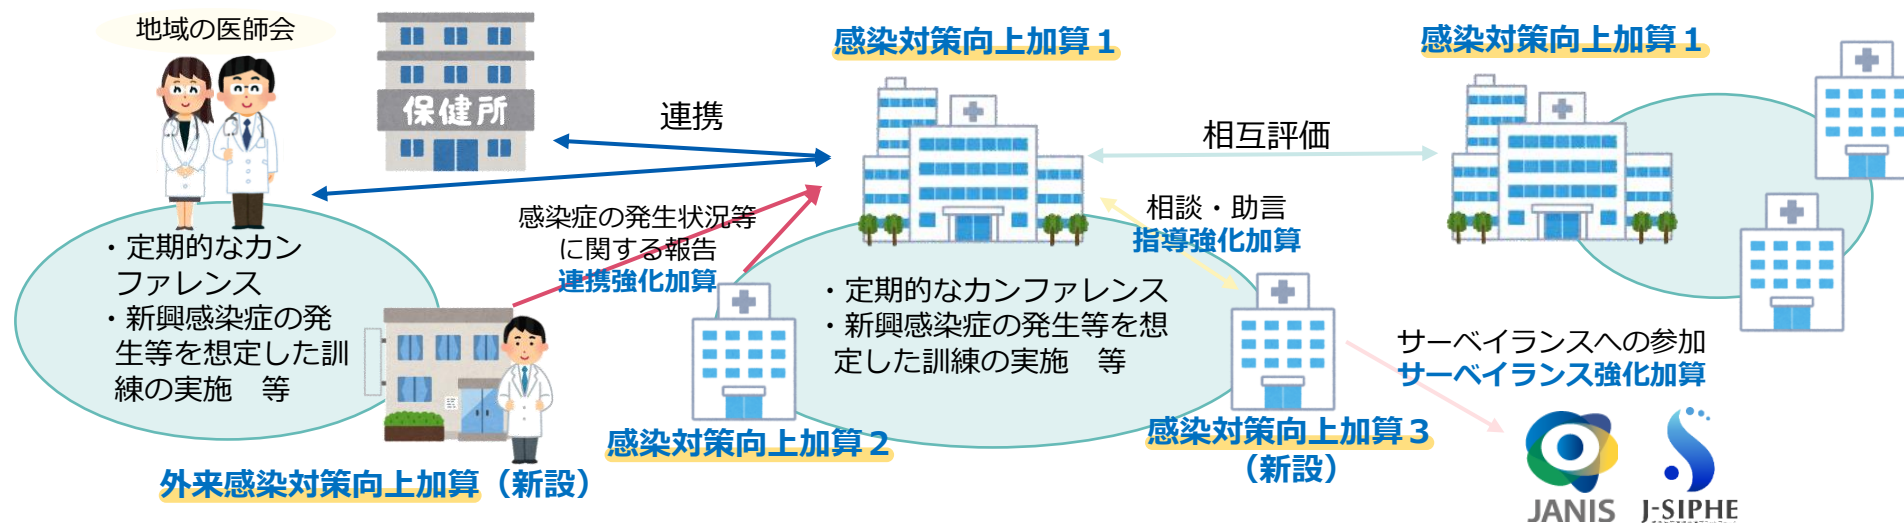 地域の医師会
保健所
連携
感染対策向上加算１
相互評価
感染対策向上加算１
感染症の発生状況等
に関する報告
連携強化加算
相談・助言
指導強化加算
・定期的なカン
ファレンス
・新興感染症の発
生等を想定した訓
練の実施　等
・定期的なカンファレンス
・新興感染症の発生等を想
定した訓練の実施　等
サーベイランスへの参加
サーベイランス強化加算
外来感染対策向上加算（新設）
感染対策向上加算２
感染対策向上加算３
（新設）
JANIS
J-SIPHE